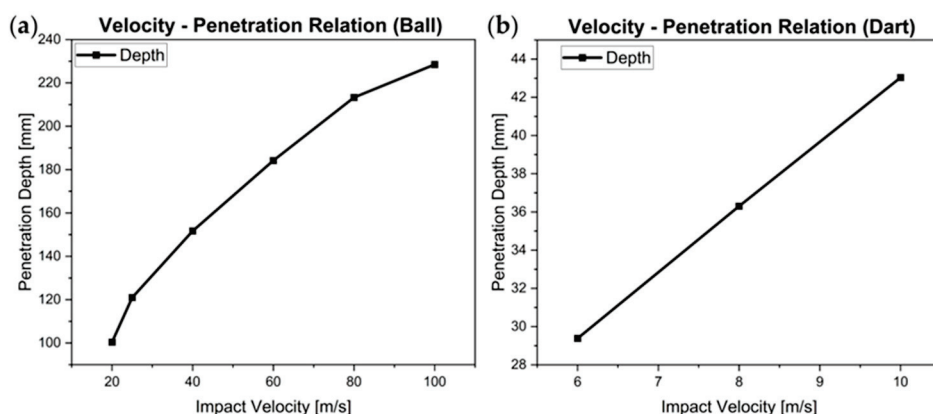 (a) Velocity - Penetration Relation (Ball)
240
220
200
180
160
140
120
100
Depth
Penetration Depth [mm]
20 40 60 80 100
Impact Velocity [m/s]
(b) Velocity - Penetration Relation (Dart)
44
42
40
38
36
34
32
30
28
Depth
Penetration Depth [mm]
6 7 8 9 10
Impact Velocity [m/s]